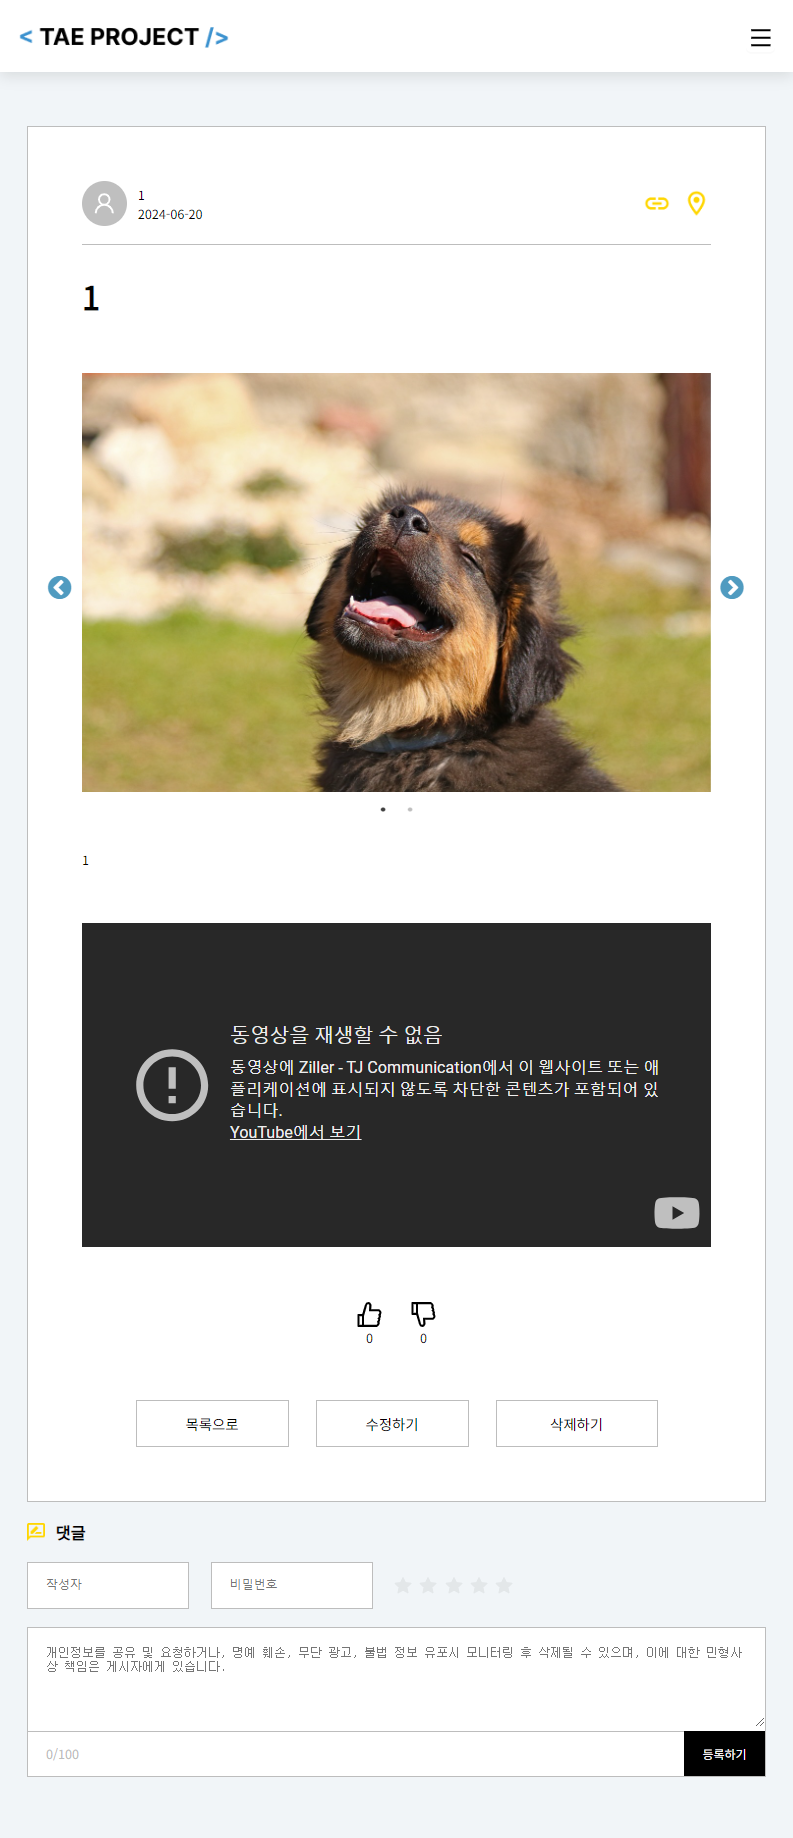 < TAE PROJECT />
1
2024-06-20
1
1
동영상을 재생할 수 없음
동영상에 Ziller - TJ Communication에서 이 웹사이트 또는 애
플리케이션에 표시되지 않도록 차단한 콘텐츠가 포함되어 있
습니다.
YouTube에서 보기
0 0
목록으로 수정하기 삭제하기
댓글
작성자 비밀번호
개인정보를 공유 및 요청하거나, 명예 훼손, 무단 광고, 불법 정보 유포시 모니터링 후 삭제될 수 있으며, 이에 대한 민형사
상 책임은 게시자에게 있습니다.
0/100 등록하기